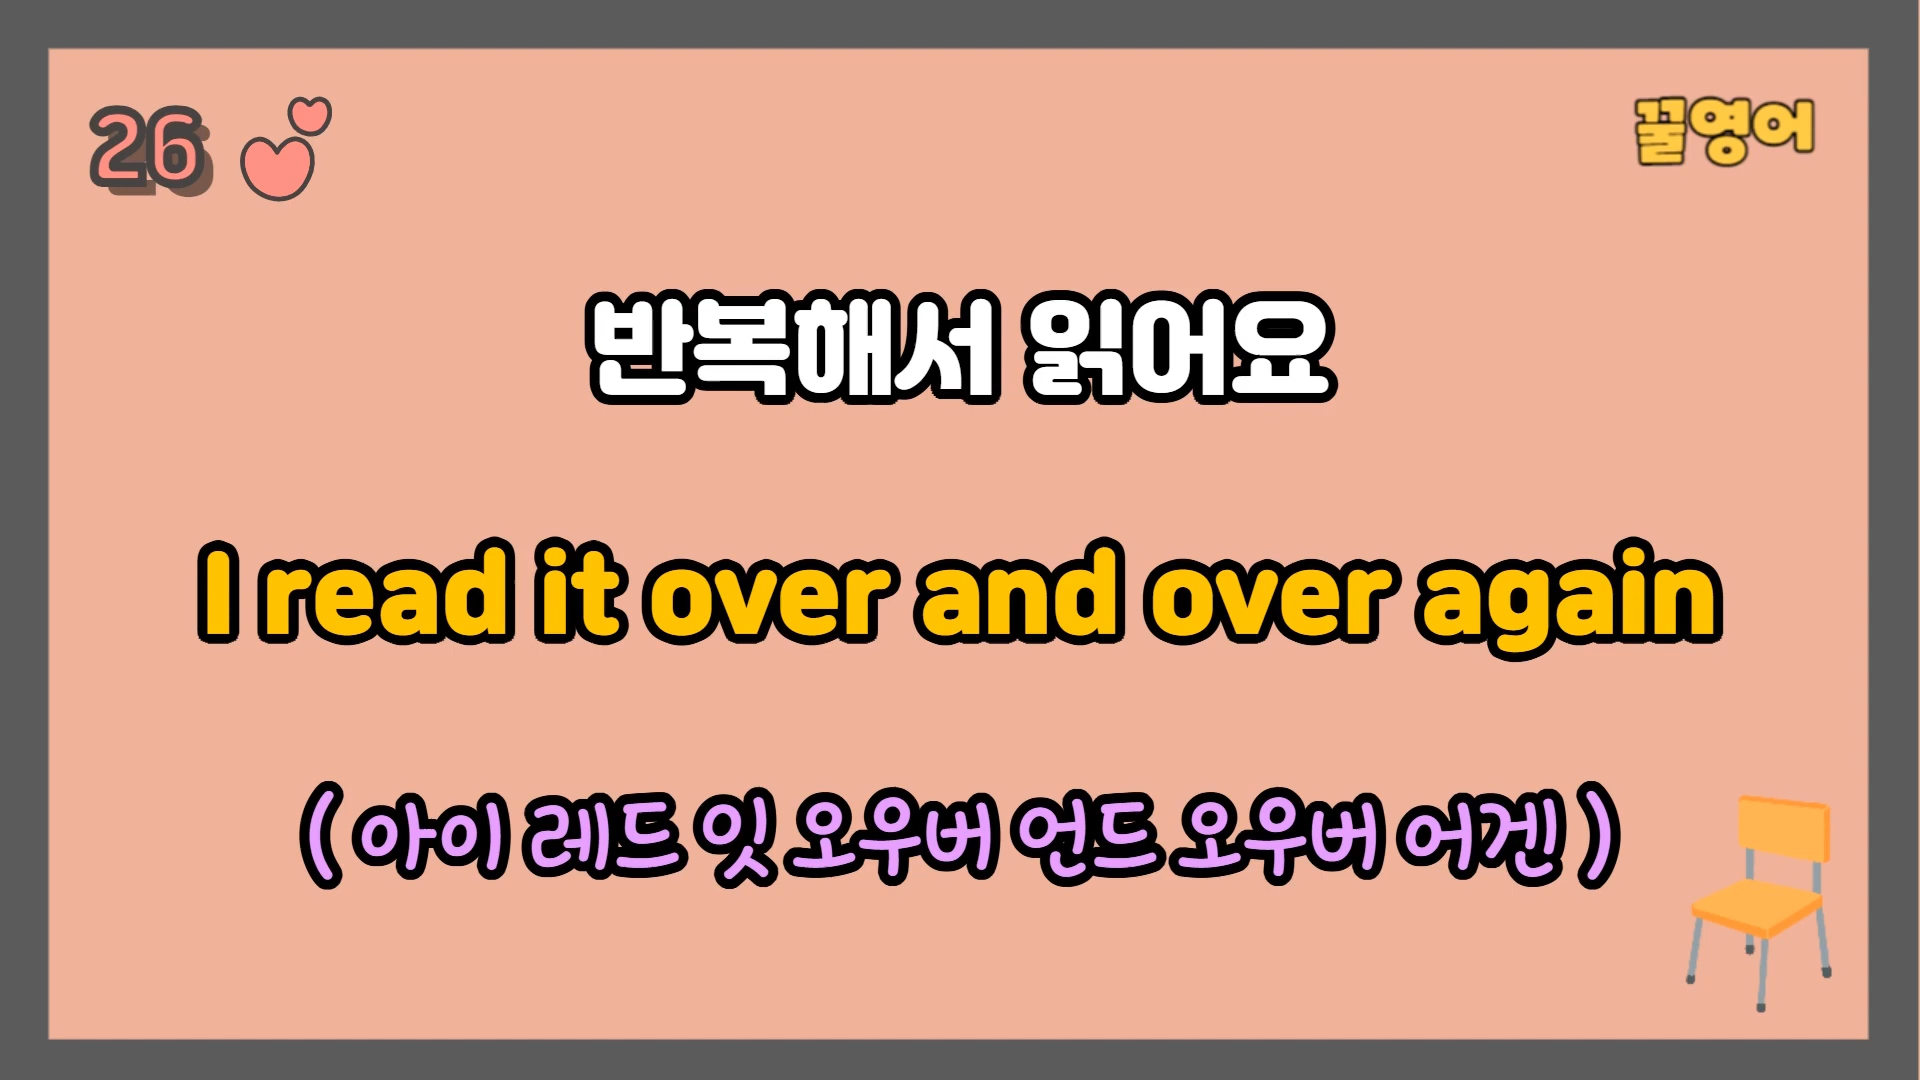 26
꿀영어
반복해서 읽어요
I read it over and over again
( 아이 레드 잇 오우버 언드 오우버 어겐 )